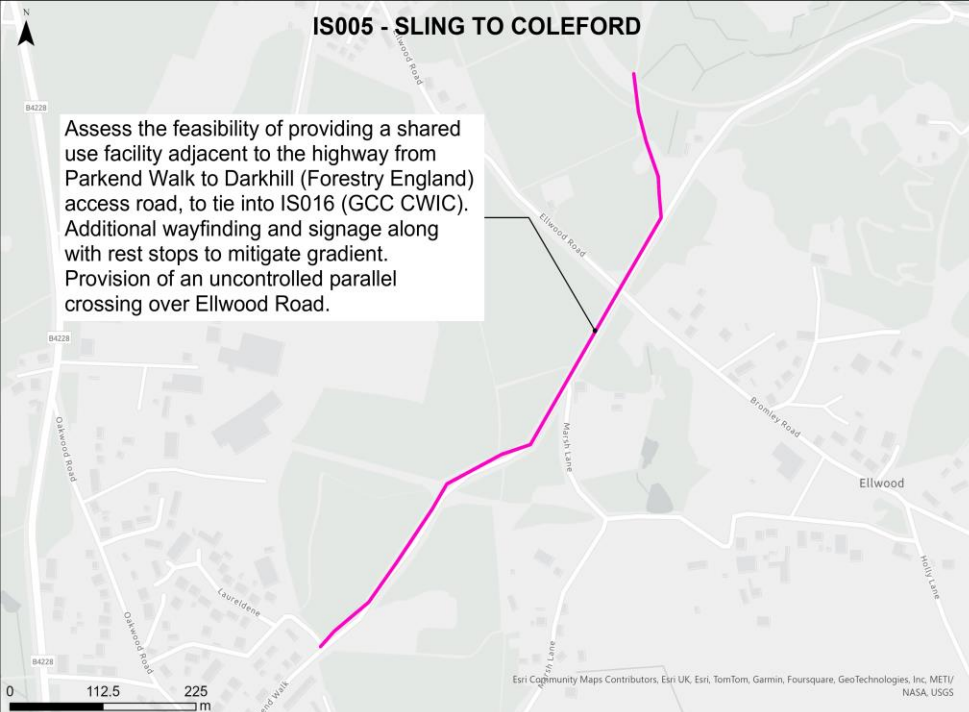 N
IS005 - SLING TO COLEFORD
Ellwood Road
B4228
Assess the feasibility of providing a shared
use facility adjacent to the highway from
Parkend Walk to Darkhill (Forestry England)
access road, to tie into IS016 (GCC CWIC).
Additional wayfinding and signage along
with rest stops to mitigate gradient.
Provision of an uncontrolled parallel
crossing over Ellwood Road.
Ellwood Road
B4228
Oakwood Road
Marsh Lane
Bromley Road
Ellwood
Holly Lane
Laureldene
Oakwood Road
B4228
end Walk
sh Lane
0 112.5 225
m
Esri Community Maps Contributors, Esri UK, Esri, TomTom, Garmin, Foursquare, GeoTechnologies, Inc, METI/
NASA, USGS